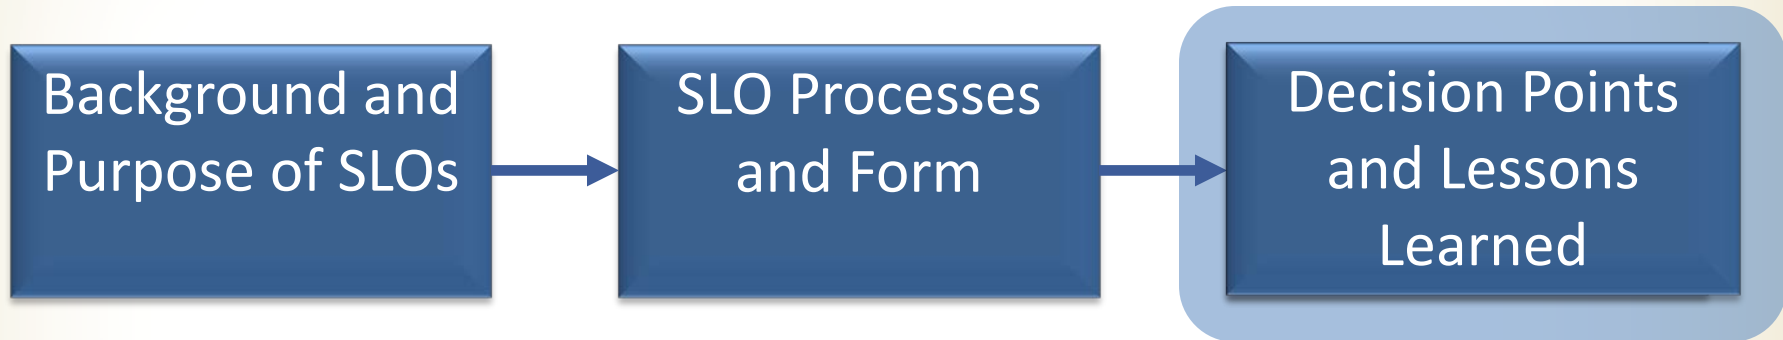 Background and
Purpose of SLOs
SLO Processes
and Form
Decision Points
and Lessons
Learned